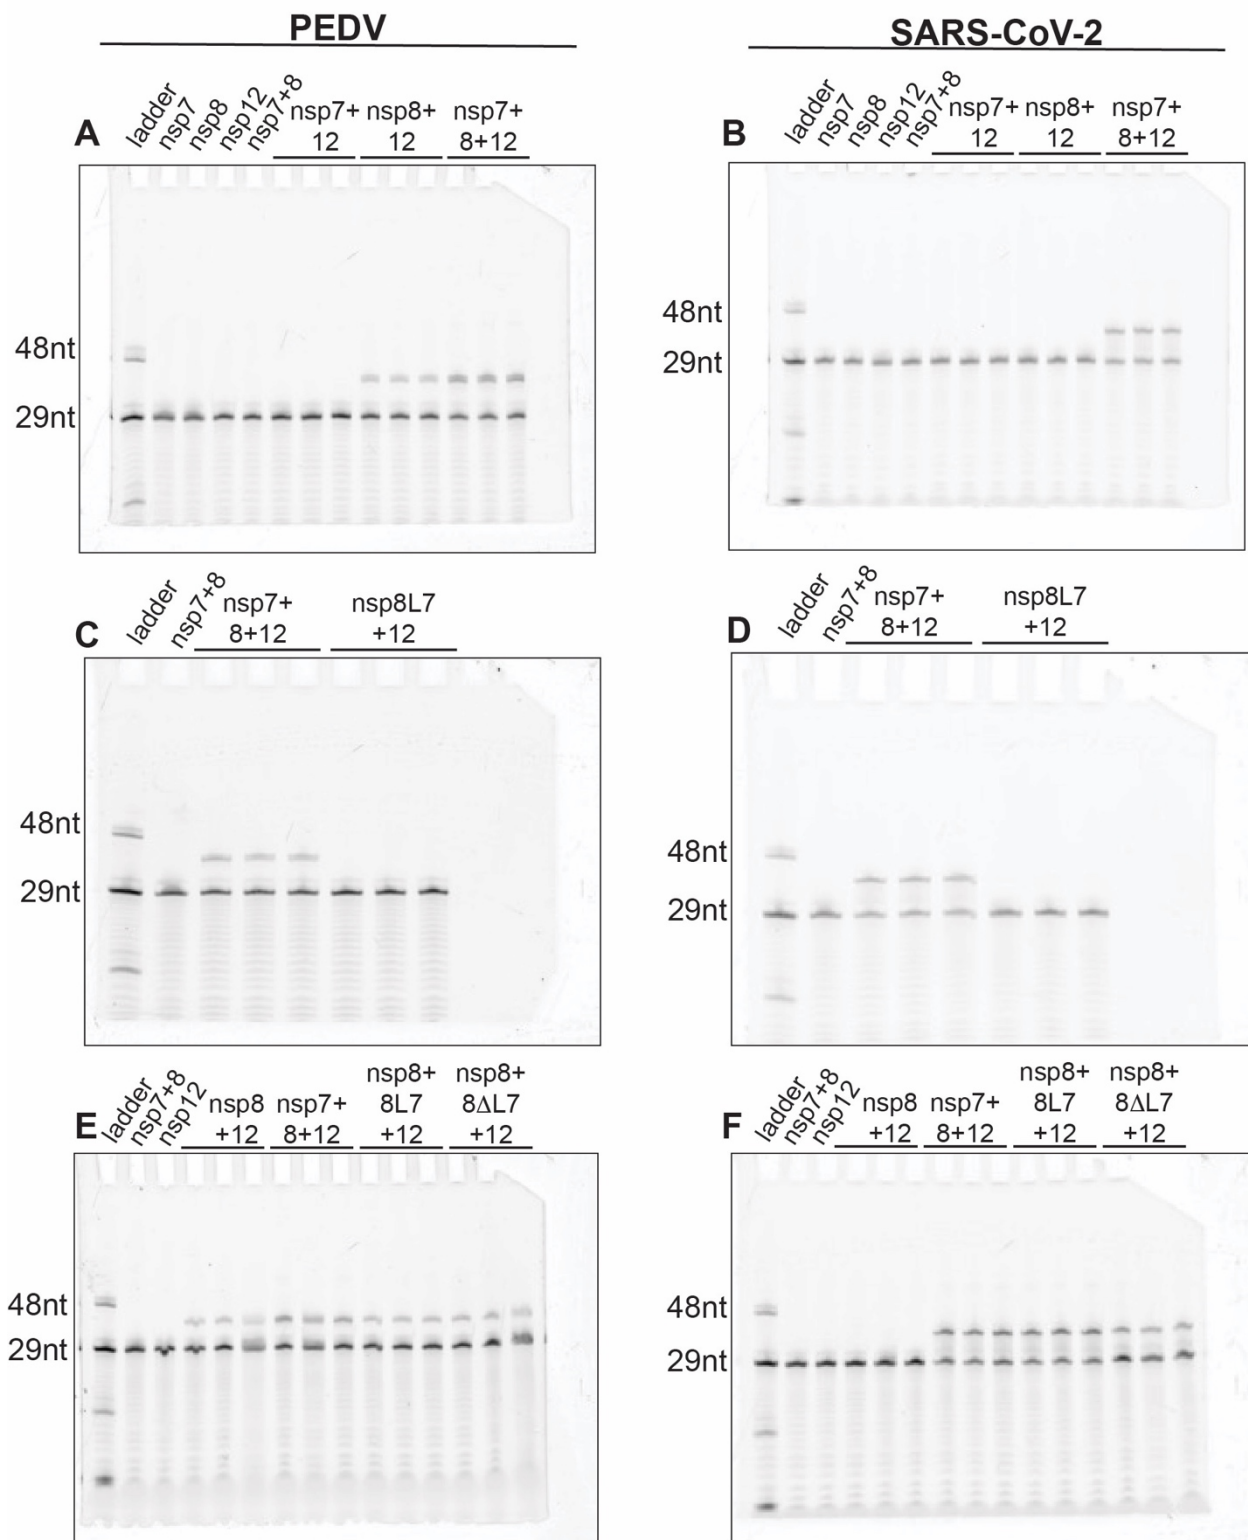 PEDV
SARS-CoV-2
A
ladder
nsp7
nsp8
nsp12
nsp7+8
nsp7+
12
nsp8+
12
nsp7+
8+12
48nt
29nt
B
ladder
nsp7
nsp8
nsp12
nsp7+8
nsp7+
12
nsp8+
12
nsp7+
8+12
48nt
29nt
C
ladder
nsp7+8
nsp7+
8+12
nsp8L7
+12
48nt
29nt
D
ladder
nsp7+8
nsp7+
8+12
nsp8L7
+12
48nt
29nt
E
ladder
nsp7+8
nsp12
nsp8
+12
nsp7+
8+12
nsp8+
8L7
+12
nsp8+
8ΔL7
+12
48nt
29nt
F
ladder
nsp7+8
nsp12
nsp8
+12
nsp7+
8+12
nsp8+
8L7
+12
nsp8+
8ΔL7
+12
48nt
29nt